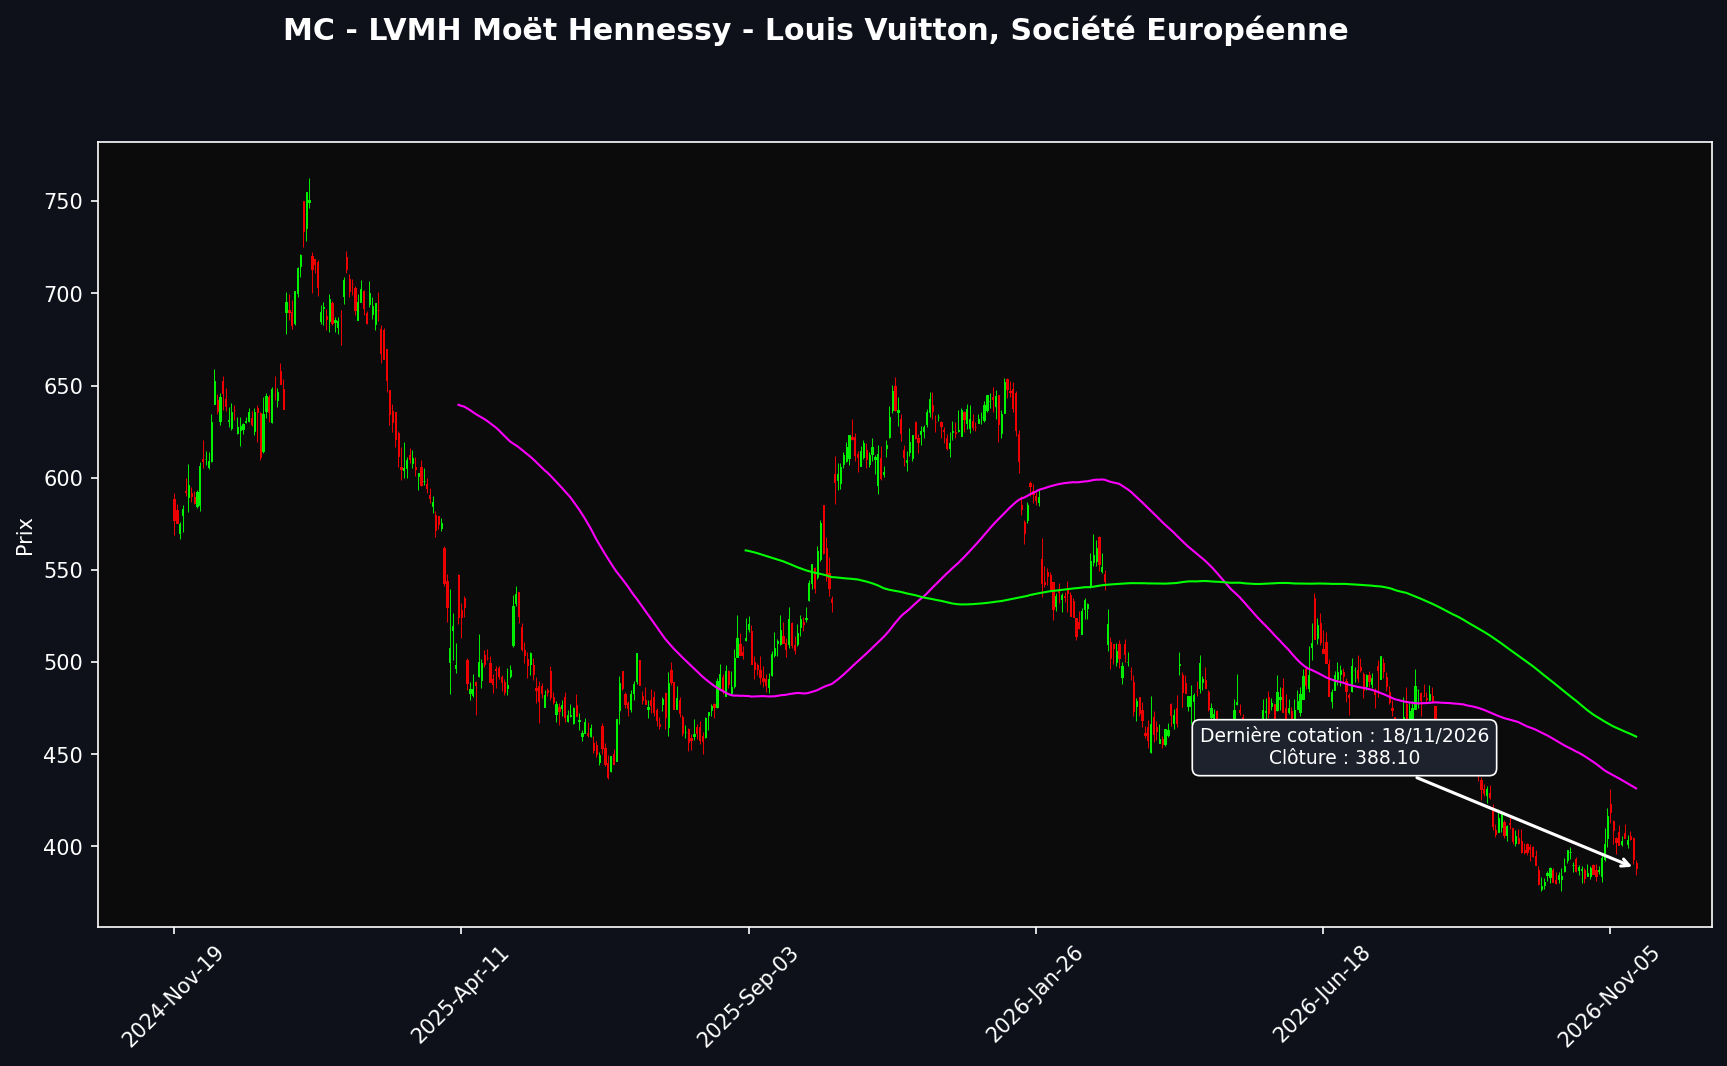 MC - LVMH Moët Hennessy - Louis Vuitton, Société Européenne
Prix
750
700
650
600
550
500
450
400
Dernière cotation : 18/11/2026
Clôture : 388.10
2024-Nov-19
2025-Apr-11
2025-Sep-03
2026-Jan-26
2026-Jun-18
2026-Nov-05